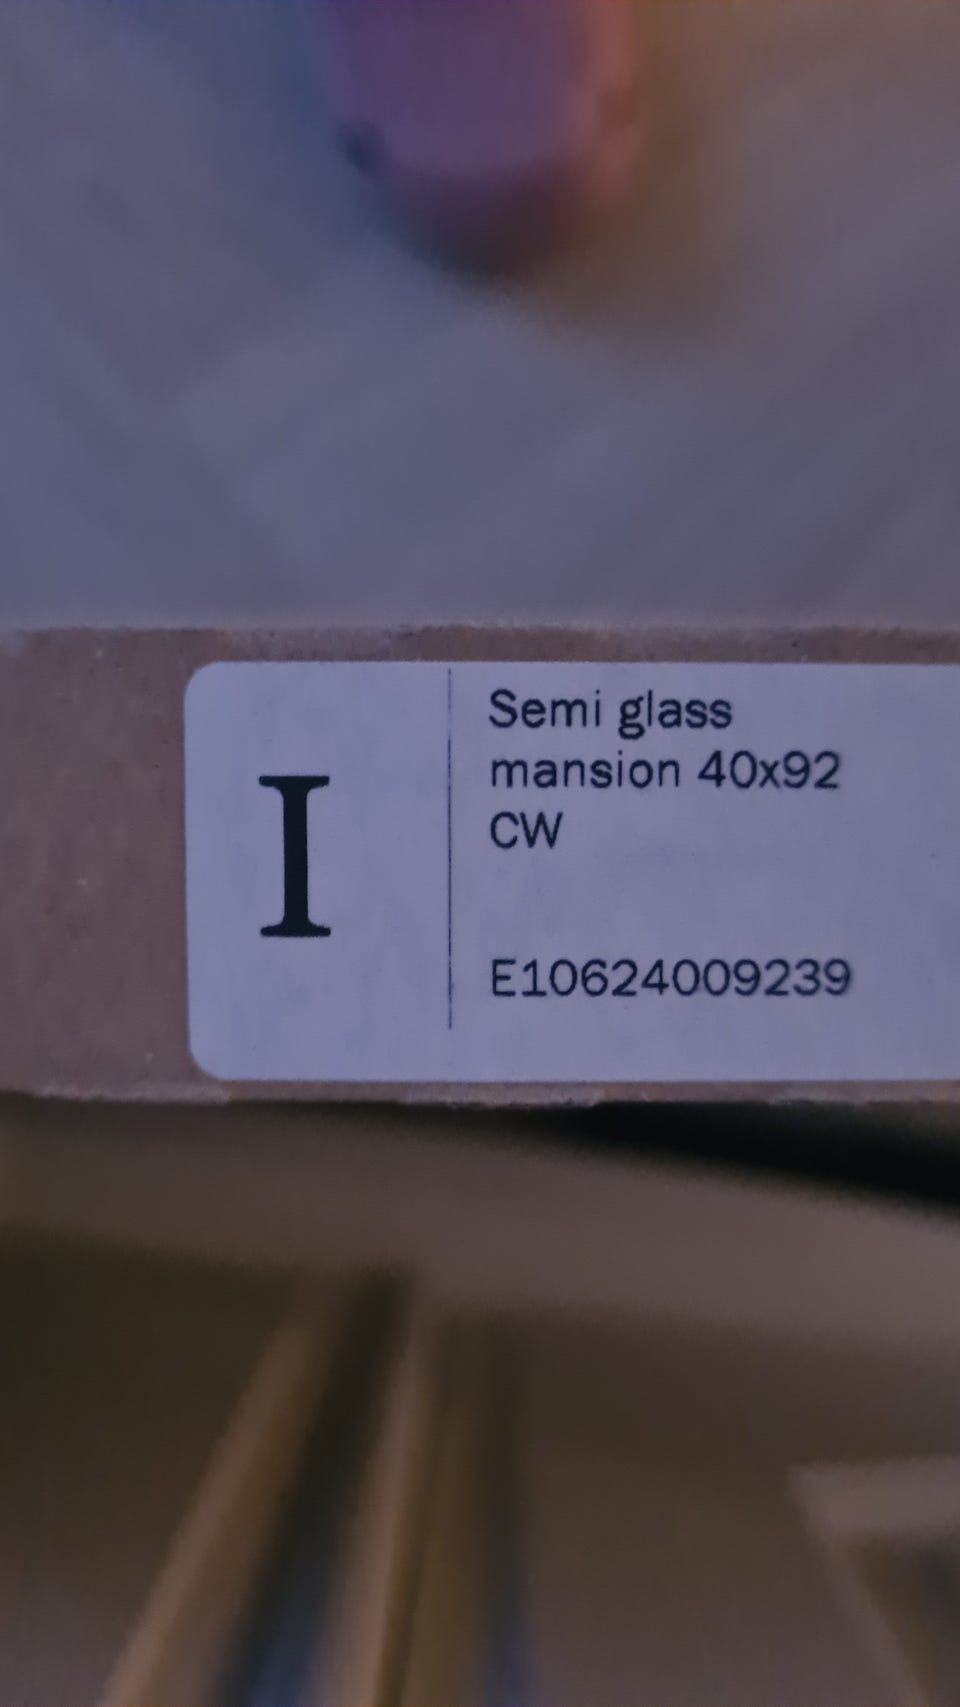 I
Semi glass
mansion 40x92
CW
E10624009239